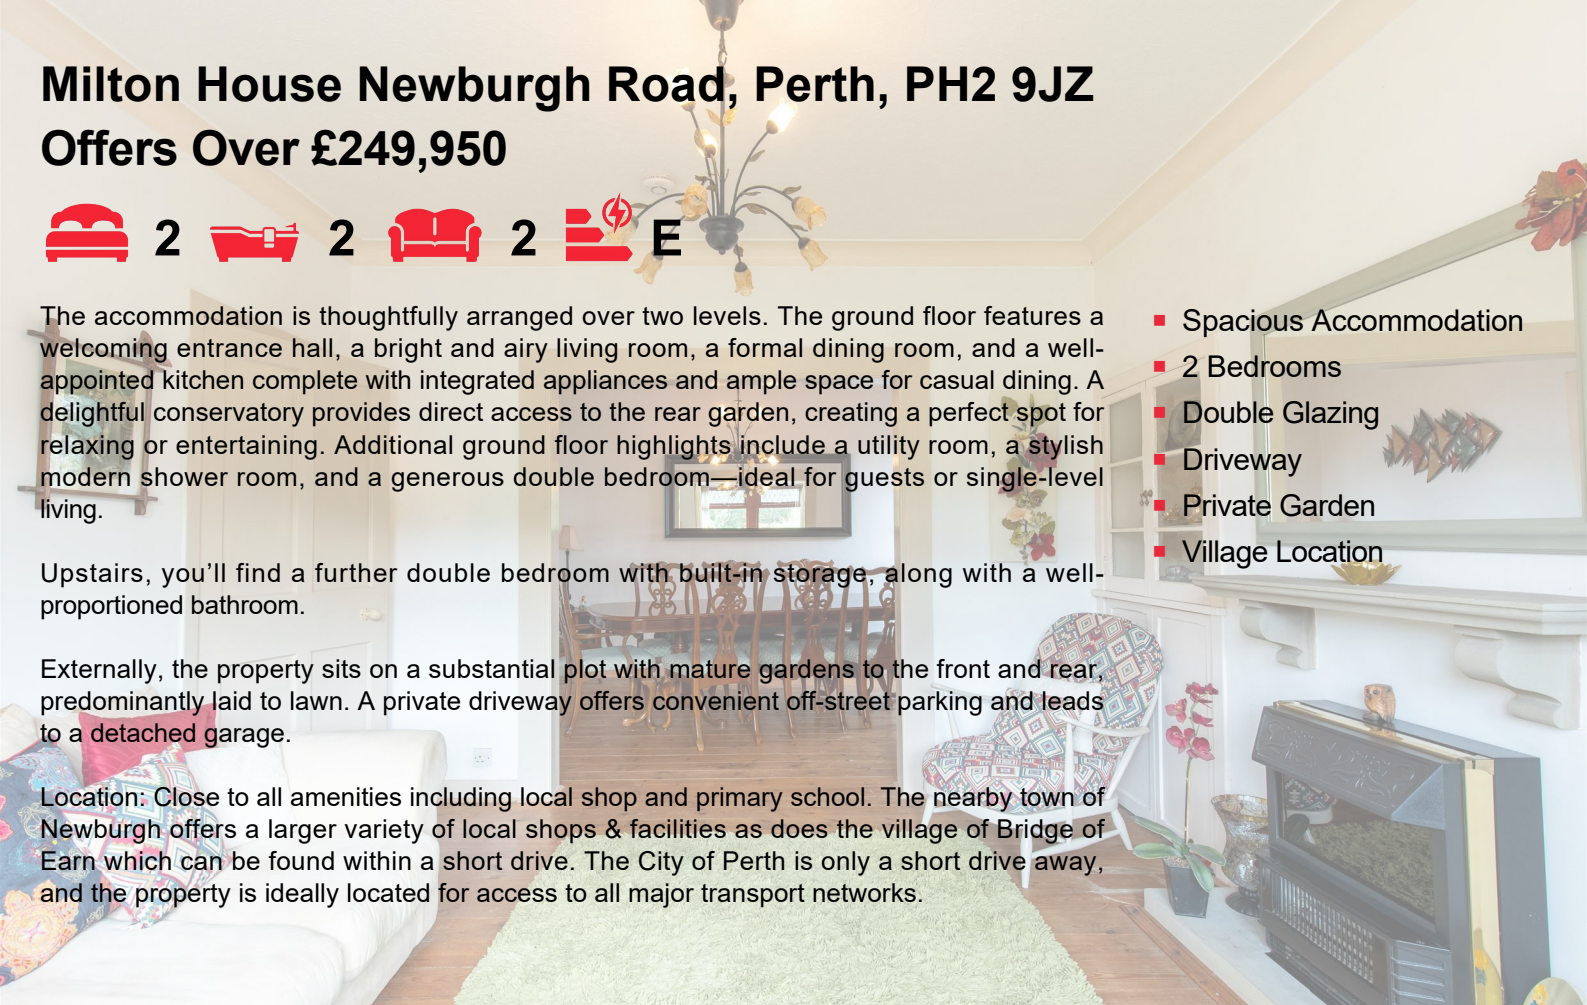 Milton House Newburgh Road, Perth, PH2 9JZ
Offers Over £249,950
2 2 2 E
The accommodation is thoughtfully arranged over two levels. The ground floor features a
welcoming entrance hall, a bright and airy living room, a formal dining room, and a well-
appointed kitchen complete with integrated appliances and ample space for casual dining. A
delightful conservatory provides direct access to the rear garden, creating a perfect spot for
relaxing or entertaining. Additional ground floor highlights include a utility room, a stylish
modern shower room, and a generous double bedroom—ideal for guests or single-level
living.
Upstairs, you’ll find a further double bedroom with built-in storage, along with a well-
proportioned bathroom.
Externally, the property sits on a substantial plot with mature gardens to the front and rear,
predominantly laid to lawn. A private driveway offers convenient off-street parking and leads
to a detached garage.
Location: Close to all amenities including local shop and primary school. The nearby town of
Newburgh offers a larger variety of local shops & facilities as does the village of Bridge of
Earn which can be found within a short drive. The City of Perth is only a short drive away,
and the property is ideally located for access to all major transport networks.
Spacious Accommodation
2 Bedrooms
Double Glazing
Driveway
Private Garden
Village Location